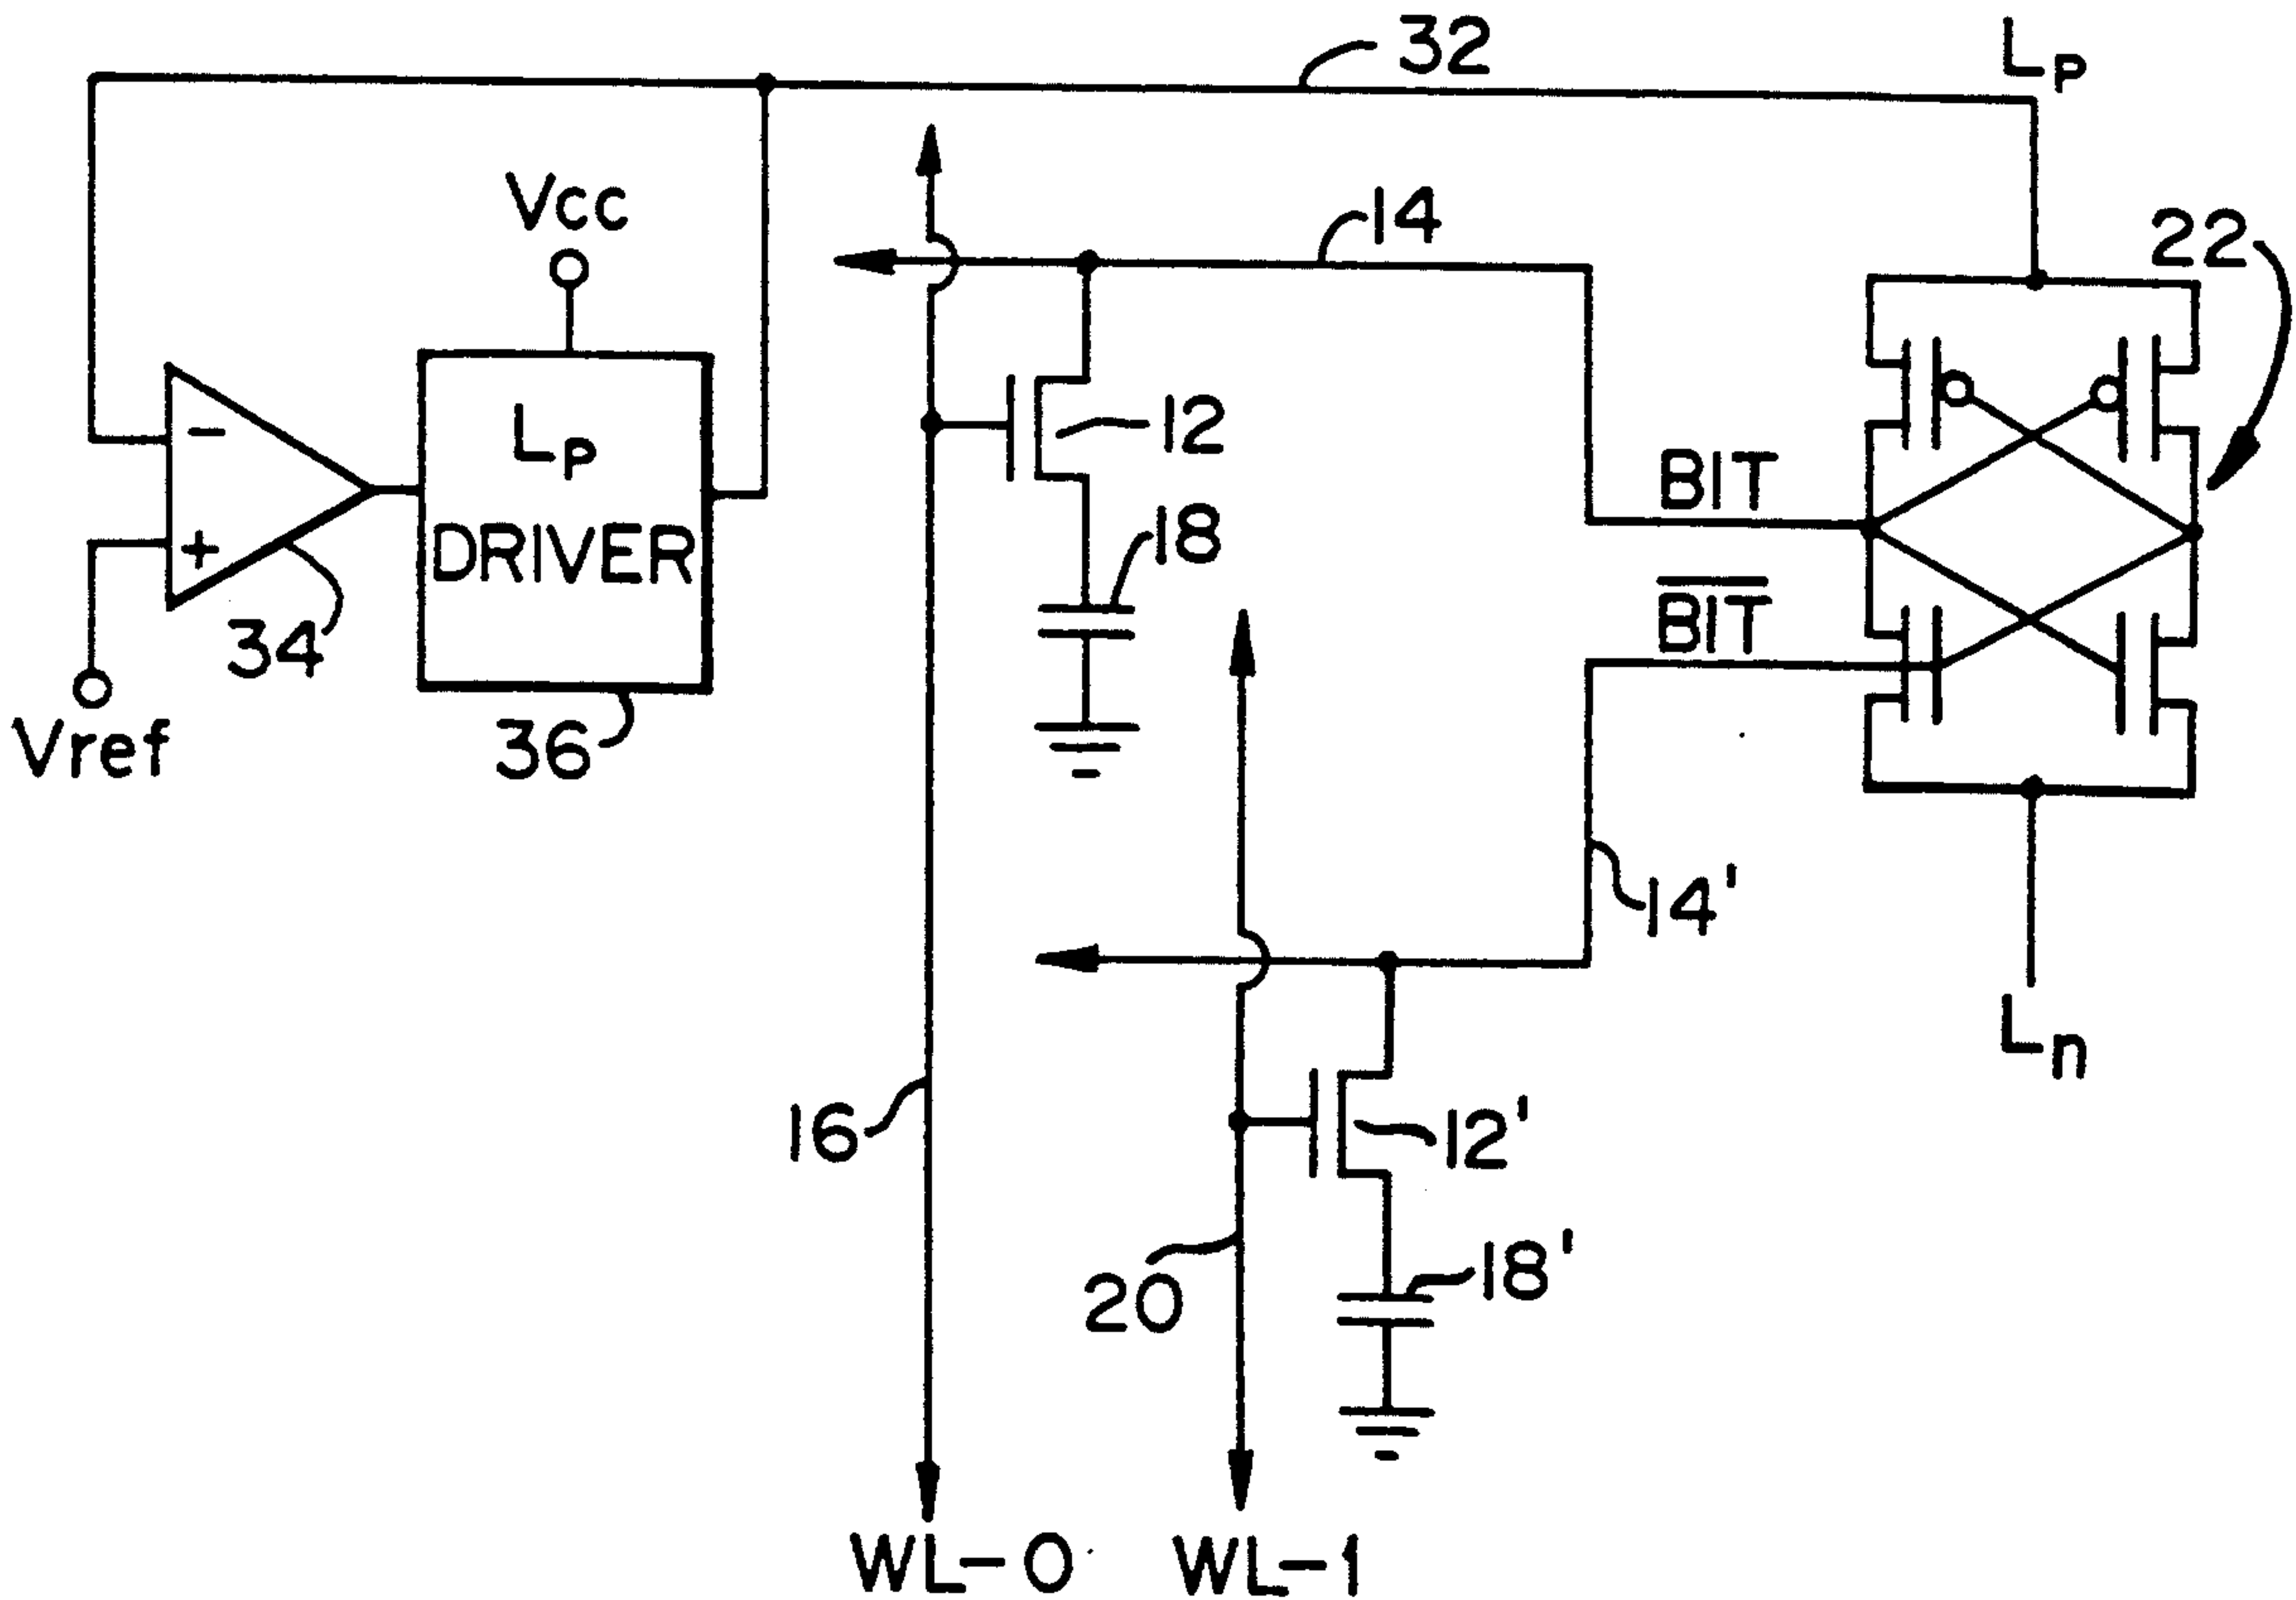 32
Lp
Vcc
14
22
Lp
DRIVER
-
+
12
BIT
18
BIT
34
36
Vref
14'
Ln
16
12'
20
18'
WL-0
WL-1